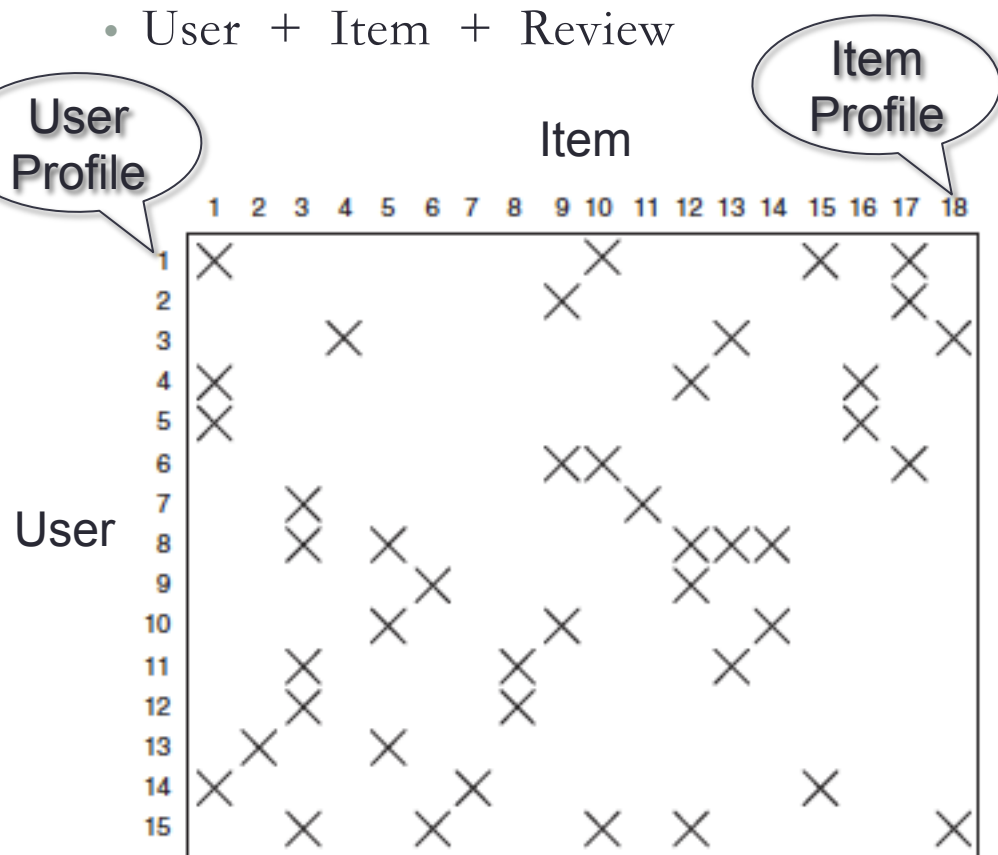 • User + Item + Review
Item
Profile
User
Profile
Item
1 2 3 4 5 6 7 8 9 10 11 12 13 14 15 16 17 18
1
2
3
4
5
6
7
User
8
9
10
11
12
13
14
15